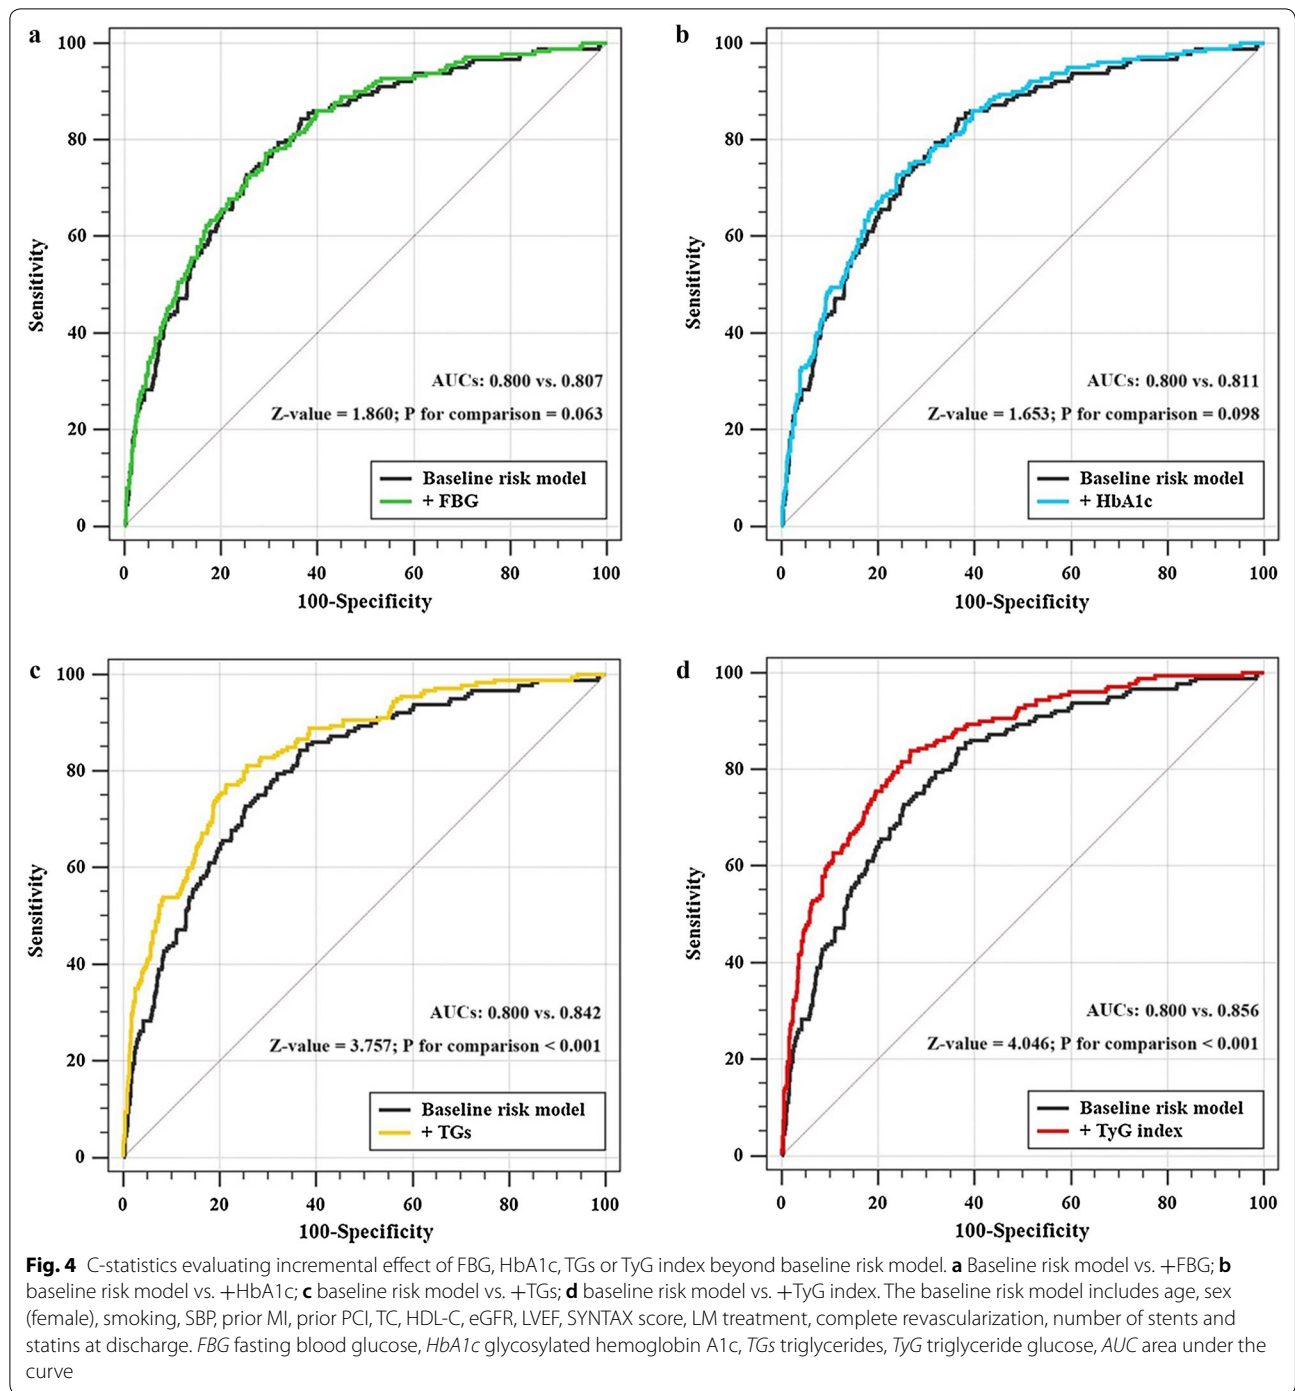 a
100
80
60
40
20
0
Sensitivity
AUCs: 0.800 vs. 0.807
Z-value = 1.860; P for comparison = 0.063
Baseline risk model
+ FBG
0 20 40 60 80 100
100-Specificity
b
100
80
60
40
20
0
Sensitivity
AUCs: 0.800 vs. 0.811
Z-value = 1.653; P for comparison = 0.098
Baseline risk model
+ HbA1c
0 20 40 60 80 100
100-Specificity
c
100
80
60
40
20
0
Sensitivity
AUCs: 0.800 vs. 0.842
Z-value = 3.757; P for comparison < 0.001
Baseline risk model
+ TGs
0 20 40 60 80 100
100-Specificity
d
100
80
60
40
20
0
Sensitivity
AUCs: 0.800 vs. 0.856
Z-value = 4.046; P for comparison < 0.001
Baseline risk model
+ TyG index
0 20 40 60 80 100
100-Specificity
Fig. 4 C-statistics evaluating incremental effect of FBG, HbA1c, TGs or TyG index beyond baseline risk model. a Baseline risk model vs. +FBG; b
baseline risk model vs. +HbA1c; c baseline risk model vs. +TGs; d baseline risk model vs. +TyG index. The baseline risk model includes age, sex
(female), smoking, SBP, prior MI, prior PCI, TC, HDL-C, eGFR, LVEF, SYNTAX score, LM treatment, complete revascularization, number of stents and
statins at discharge. FBG fasting blood glucose, HbA1c glycosylated hemoglobin A1c, TGs triglycerides, TyG triglyceride glucose, AUC area under the
curve